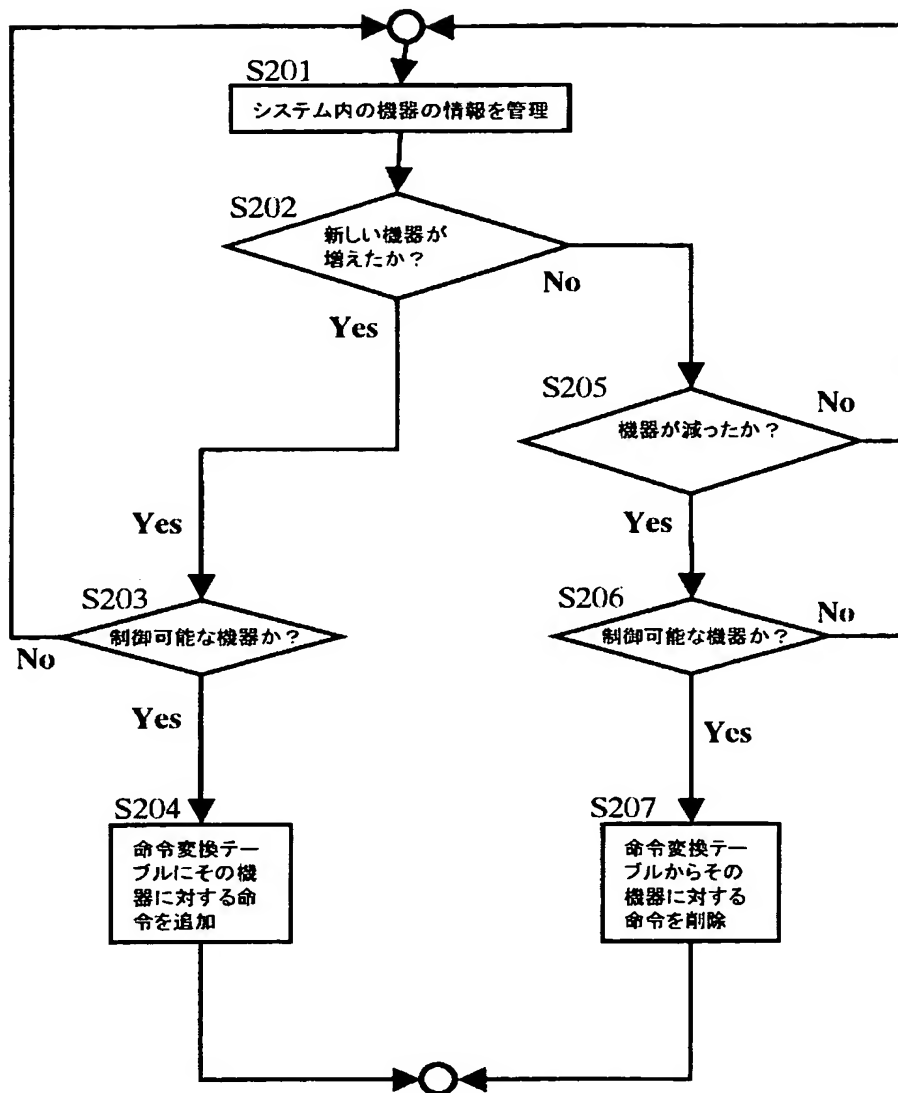 S201
システム内の機器の情報を管理
S202
新しい機器が
増えたか？
No
Yes
S205
No
機器が減ったか？
Yes
Yes
S203
S206
No
制御可能な機器か？
制御可能な機器か？
No
Yes
Yes
S204
S207
命令変換テー
ブルにその機
器に対する命
令を追加
命令変換テー
ブルからその
機器に対する
命令を削除